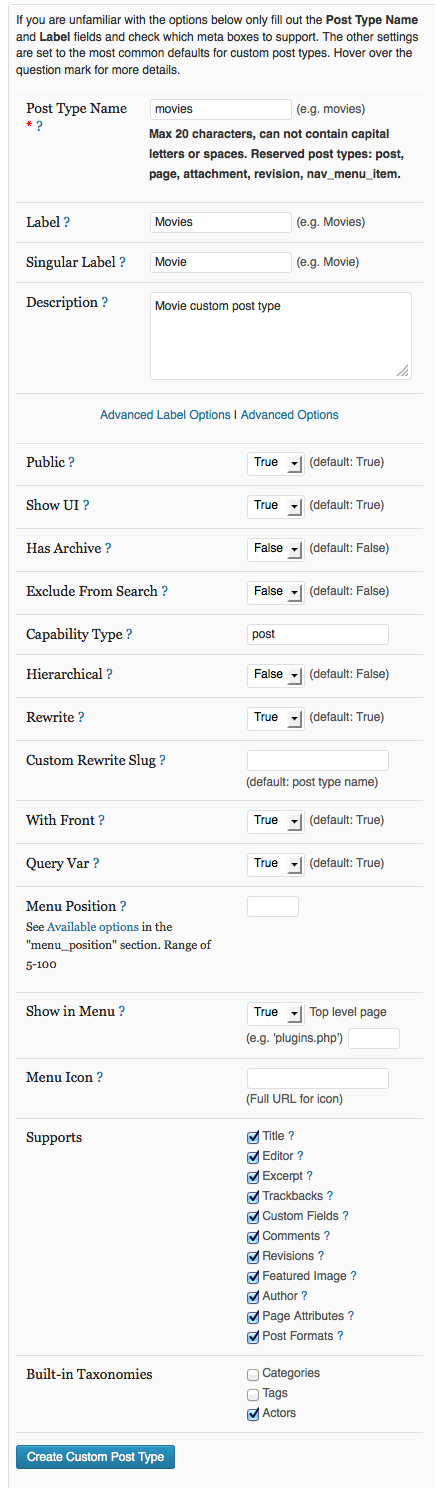 If you are unfamiliar with the options below only fill out the Post Type Name
and Label fields and check which meta boxes to support. The other settings
are set to the most common defaults for custom post types. Hover over the
question mark for more details.
Post Type Name
* ?
movies
(e.g. movies)
Max 20 characters, can not contain capital
letters or spaces. Reserved post types: post,
page, attachment, revision, nav_menu_item.
Label ?
Movies
(e.g. Movies)
Singular Label ?
Movie
(e.g. Movie)
Description ?
Movie custom post type
Advanced Label Options | Advanced Options
Public ?
True
(default: True)
Show UI ?
True
(default: True)
Has Archive ?
False
(default: False)
Exclude From Search ?
False
(default: False)
Capability Type ?
post
Hierarchical ?
False
(default: False)
Rewrite ?
True
(default: True)
Custom Rewrite Slug ?
(default: post type name)
With Front ?
True
(default: True)
Query Var ?
True
(default: True)
Menu Position ?
See Available options in the
"menu_position" section. Range of
5-100
Show in Menu ?
True
Top level page
(e.g. 'plugins.php')
Menu Icon ?
(Full URL for icon)
Supports
Title ?
Editor ?
Excerpt ?
Trackbacks ?
Custom Fields ?
Comments ?
Revisions ?
Featured Image ?
Author ?
Page Attributes ?
Post Formats ?
Built-in Taxonomies
Categories
Tags
Actors
Create Custom Post Type